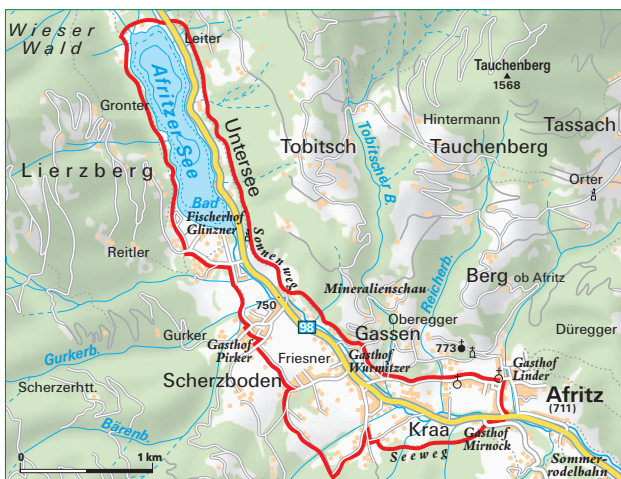 Wieser
Wald
Leiter
Afritzer See
Gronter
Untersee
Tauchenberg
1568
Hintermann
Tassach
Tobitsch
Tobitscher B.
Tauchenberg
Lierzberg
Orter
Bad
Fischerhof
Glinzner
Sonnenweg
Reitler
Mineralienschau
Reicherb.
Berg ob Afritz
750
98
Oberegger
Gassen
773
Düregger
Gurker
Gasthof
Pirker
Gurkerb.
Friesner
Gasthof
Wurmitzer
Gasthof
Linder
Scherzerhtt.
Scherzboden
Afritz
(711)
Bärenb.
Kraa
Gasthof
Mirnock
Seeweg
Sommer-
rodelbahn
0 1 km